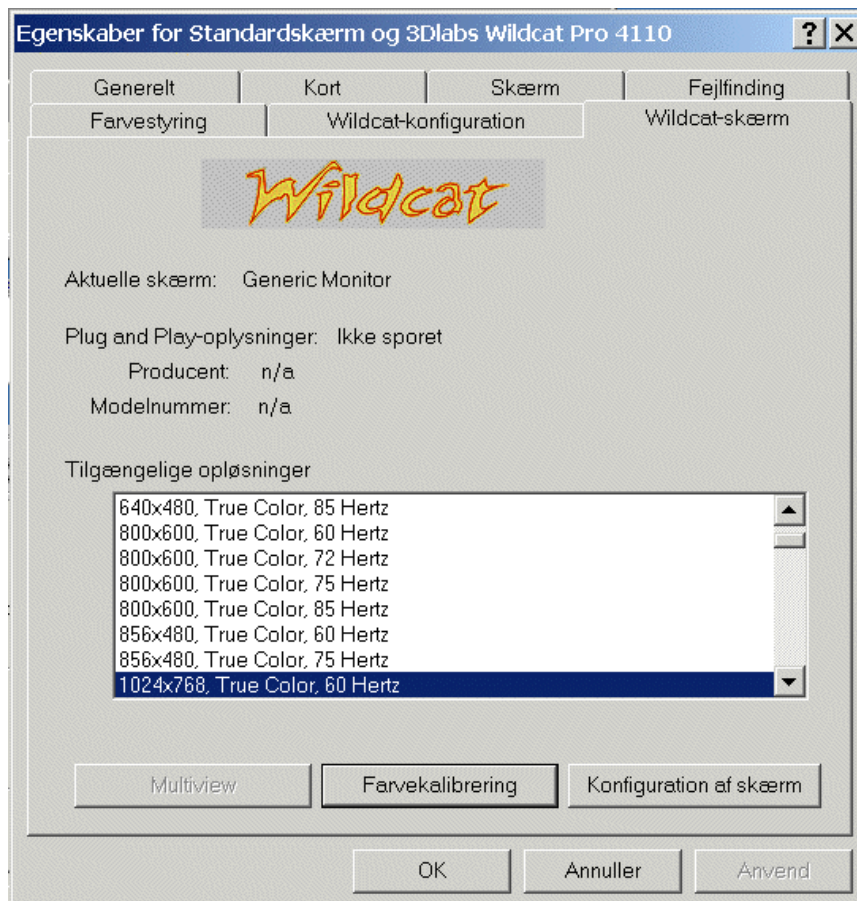 Egenskaber for Standardskærm og 3Dlabs Wildcat Pro 4110
Generelt Kort Skærm Fejlfinding
Farvestyring Wildcat-konfiguration Wildcat-skærm
Wildcat
Aktuelle skærm: Generic Monitor
Plug and Play-oplysninger: Ikke sporet
Producent: n/a
Modelnummer: n/a
Tilgængelige opløsninger
640x480, True Color, 85 Hertz
800x600, True Color, 60 Hertz
800x600, True Color, 72 Hertz
800x600, True Color, 75 Hertz
800x600, True Color, 85 Hertz
856x480, True Color, 60 Hertz
856x480, True Color, 75 Hertz
1024x768, True Color, 60 Hertz
Multiview Farvekalibrering Konfiguration af skærm
OK Annuller Anvend